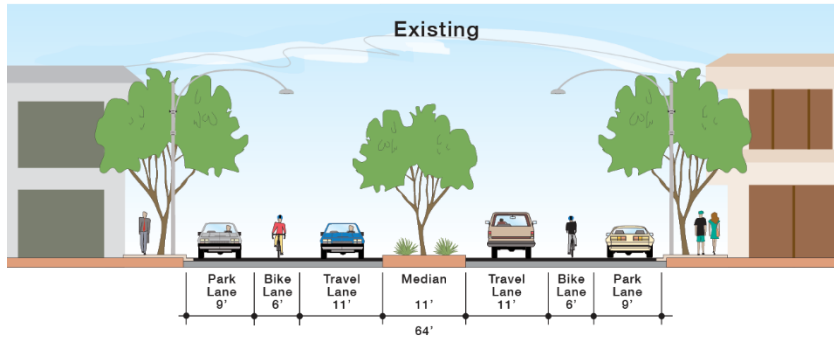 Existing
Park Lane 9'
Bike Lane 6'
Travel Lane 11'
Median 11'
Travel Lane 11'
Bike Lane 6'
Park Lane 9'
64'